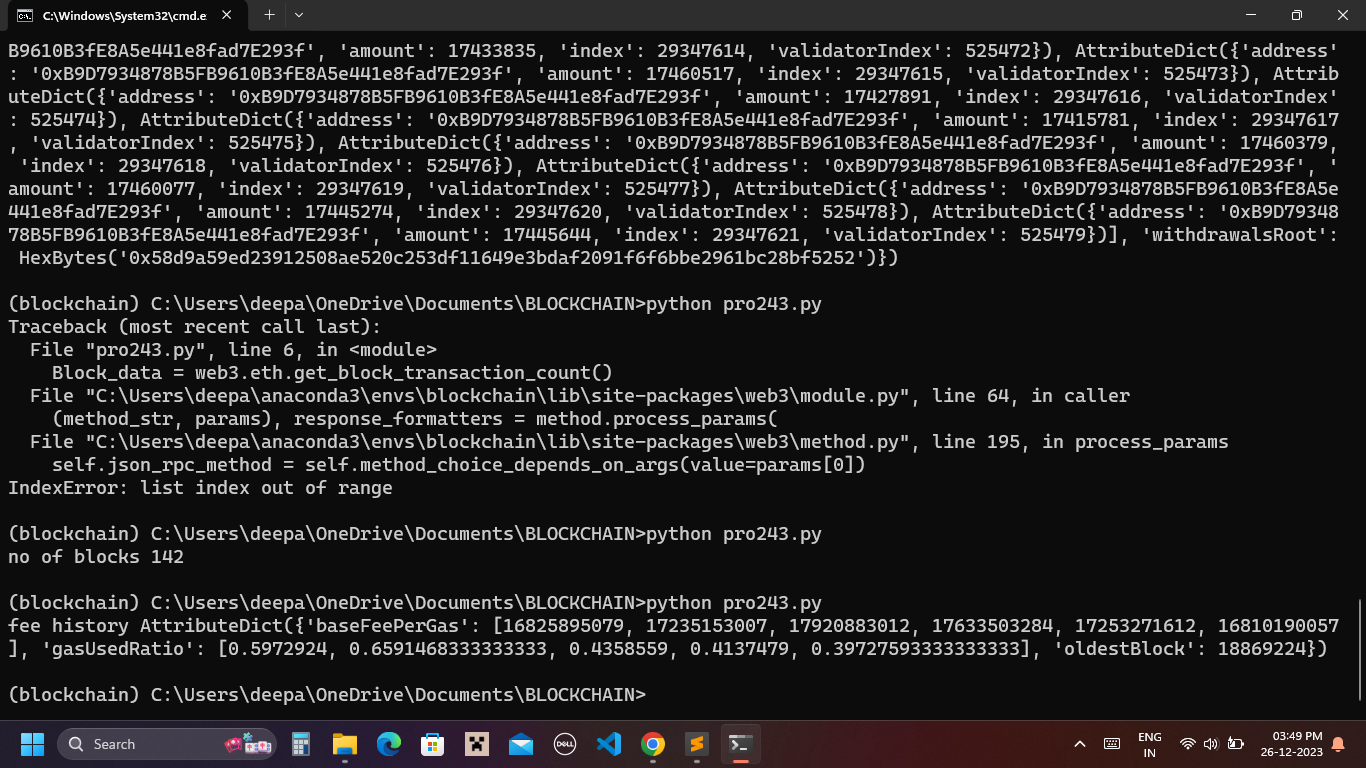 C:\Windows\System32\cmd.e
B9610B3fE8A5e441e8fad7E293f', 'amount': 17433835, 'index': 29347614, 'validatorIndex': 525472}), AttributeDict({'address'
: '0xB9D7934878B5FB9610B3fE8A5e441e8fad7E293f', 'amount': 17460517, 'index': 29347615, 'validatorIndex': 525473}), Attrib
uteDict({'address': '0xB9D7934878B5FB9610B3fE8A5e441e8fad7E293f', 'amount': 17427891, 'index': 29347616, 'validatorIndex'
: 525474}), AttributeDict({'address': '0xB9D7934878B5FB9610B3fE8A5e441e8fad7E293f', 'amount': 17415781, 'index': 29347617
, 'validatorIndex': 525475}), AttributeDict({'address': '0xB9D7934878B5FB9610B3fE8A5e441e8fad7E293f', 'amount': 17460379,
 'index': 29347618, 'validatorIndex': 525476}), AttributeDict({'address': '0xB9D7934878B5FB9610B3fE8A5e441e8fad7E293f', '
amount': 17460077, 'index': 29347619, 'validatorIndex': 525477}), AttributeDict({'address': '0xB9D7934878B5FB9610B3fE8A5e
441e8fad7E293f', 'amount': 17445274, 'index': 29347620, 'validatorIndex': 525478}), AttributeDict({'address': '0xB9D79348
78B5FB9610B3fE8A5e441e8fad7E293f', 'amount': 17445644, 'index': 29347621, 'validatorIndex': 525479})], 'withdrawalsRoot':
 HexBytes('0x58d9a59ed23912508ae520c253df11649e3bdaf2091f6f6bbe2961bc28bf5252')})
(blockchain) C:\Users\deepa\OneDrive\Documents\BLOCKCHAIN>python pro243.py
Traceback (most recent call last):
  File "pro243.py", line 6, in <module>
    Block_data = web3.eth.get_block_transaction_count()
  File "C:\Users\deepa\anaconda3\envs\blockchain\lib\site-packages\web3\module.py", line 64, in caller
    (method_str, params), response_formatters = method.process_params(
  File "C:\Users\deepa\anaconda3\envs\blockchain\lib\site-packages\web3\method.py", line 195, in process_params
    self.json_rpc_method = self.method_choice_depends_on_args(value=params[0])
IndexError: list index out of range
(blockchain) C:\Users\deepa\OneDrive\Documents\BLOCKCHAIN>python pro243.py
no of blocks 142
(blockchain) C:\Users\deepa\OneDrive\Documents\BLOCKCHAIN>python pro243.py
fee history AttributeDict({'baseFeePerGas': [16825895079, 17235153007, 17920883012, 17633503284, 17253271612, 16810190057
], 'gasUsedRatio': [0.5972924, 0.6591468333333333, 0.4358559, 0.4137479, 0.39727593333333333], 'oldestBlock': 18869224})
(blockchain) C:\Users\deepa\OneDrive\Documents\BLOCKCHAIN>
Search
DELL
ENG
IN
03:49 PM
26-12-2023